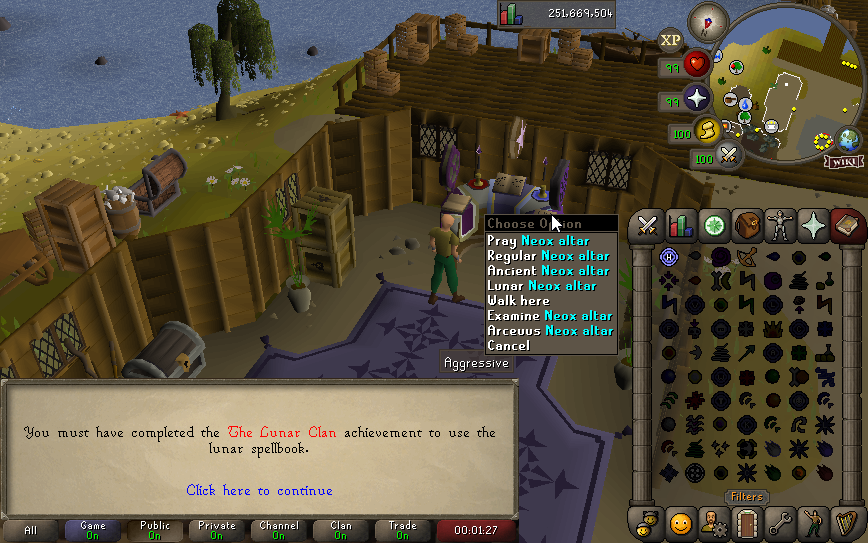 251,669,504
XP
99
99
100
100
WIKI
Choose Option
Pray Neox altar
Regular Neox altar
Ancient Neox altar
Lunar Neox altar
Walk here
Examine Neox altar
Arceuus Neox altar
Cancel
Aggressive
You must have completed the The Lunar Clan achievement to use the
lunar spellbook.
Click here to continue
H
Filters
All
Game
On
Public
On
Private
On
Channel
On
Clan
On
Trade
On
00:01:27